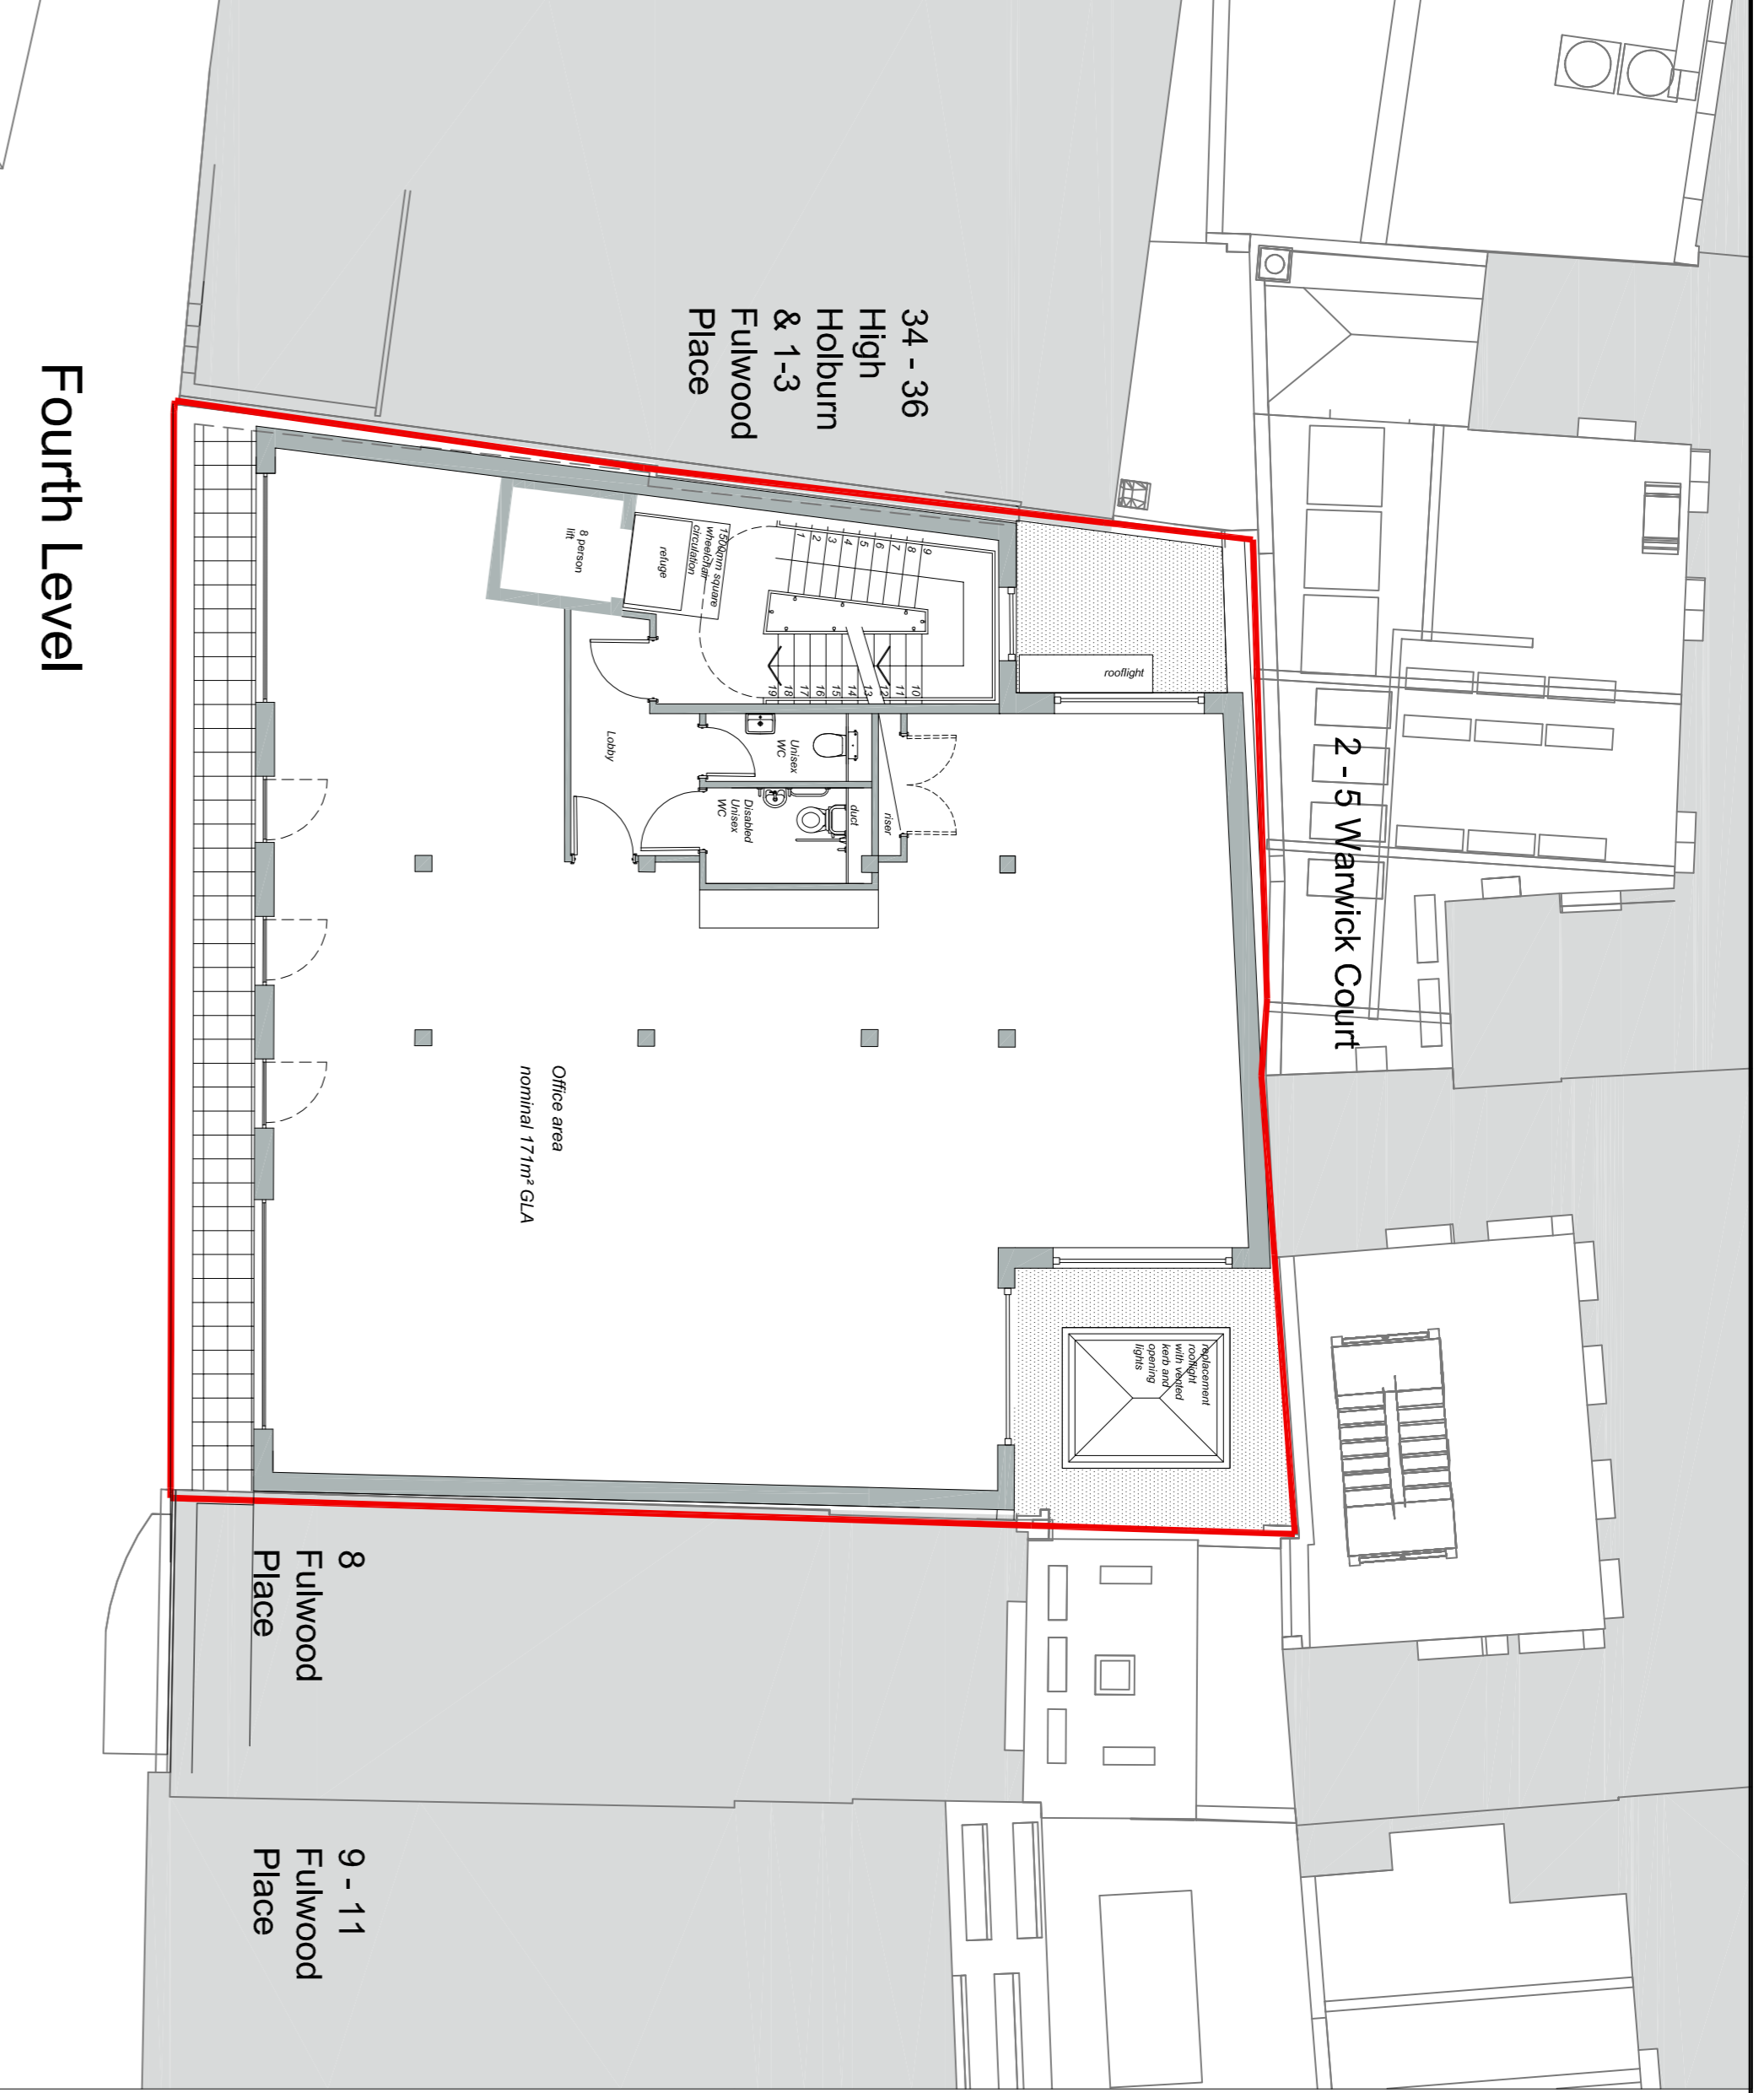 2 - 5 Warwick Court
34 - 36
High
Holburn
& 1-3
Fulwood
Place
rooflight
replacement
rooflight
with vented
kerb and
opening
lights
9
8
7
6
5
4
3
2
1
10
11
12
13
14
15
16
17
18
19
riser
duct
Unisex
WC
Disabled
Unisex
WC
1500mm square
wheelchair
circulation
refuge
8 person
lift
Lobby
Office area
nominal 171m² GLA
8
Fulwood
Place
9 - 11
Fulwood
Place
Fourth Level